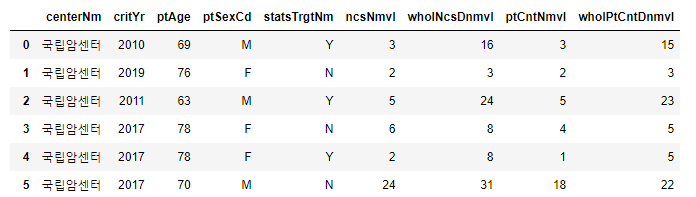 centerNm critYr ptAge ptSexCd statsTrgtNm ncsNmvl wholNcsDnmvl ptCntNmvl wholPtCntDnmvl
0 국립암센터 2010 69 M Y 3 16 3 15
1 국립암센터 2019 76 F N 2 3 2 3
2 국립암센터 2011 63 M Y 5 24 5 23
3 국립암센터 2017 78 F N 6 8 4 5
4 국립암센터 2017 78 F Y 2 8 1 5
5 국립암센터 2017 70 M N 24 31 18 22